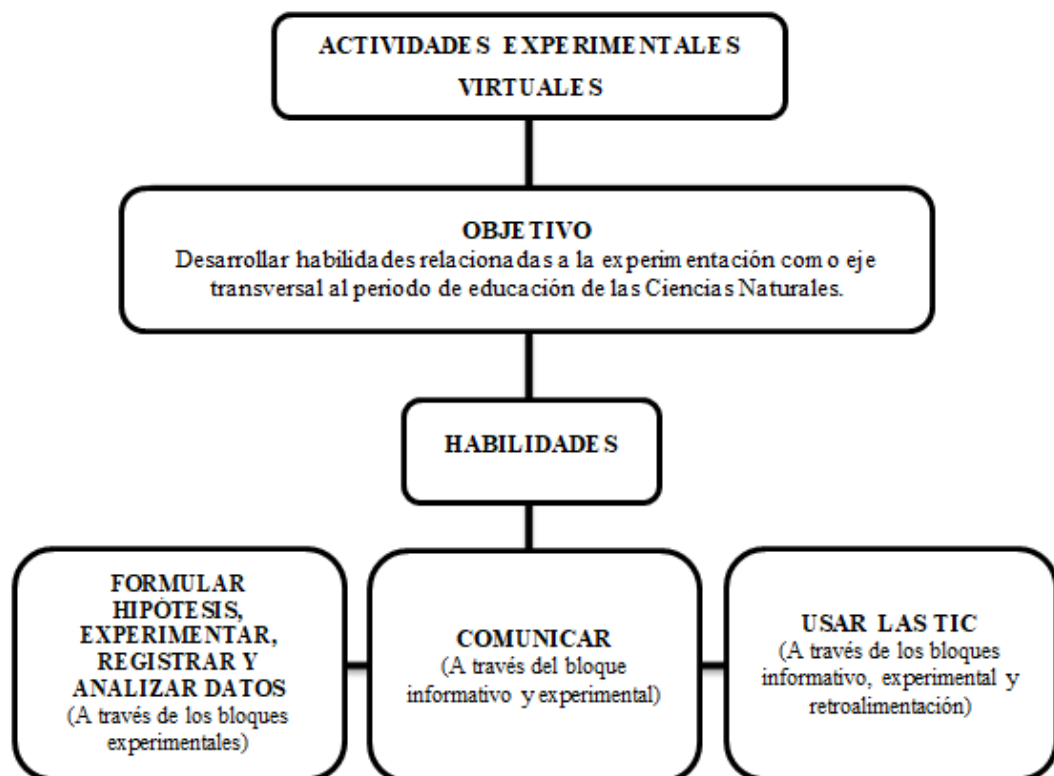 ACTIVIDADES EXPERIMENTALES
VIRTUALES
OBJETIVO
Desarrollar habilidades relacionadas a la experimentación como eje
transversal al periodo de educación de las Ciencias Naturales.
HABILIDADES
FORMULAR
HIPÓTESIS,
EXPERIMENTAR,
REGISTRAR Y
ANALIZAR DATOS
(A través de los bloques
experimentales)
COMUNICAR
(A través del bloque
informativo y experimental)
USAR LAS TIC
(A través de los bloques
informativo, experimental y
retroalimentación)